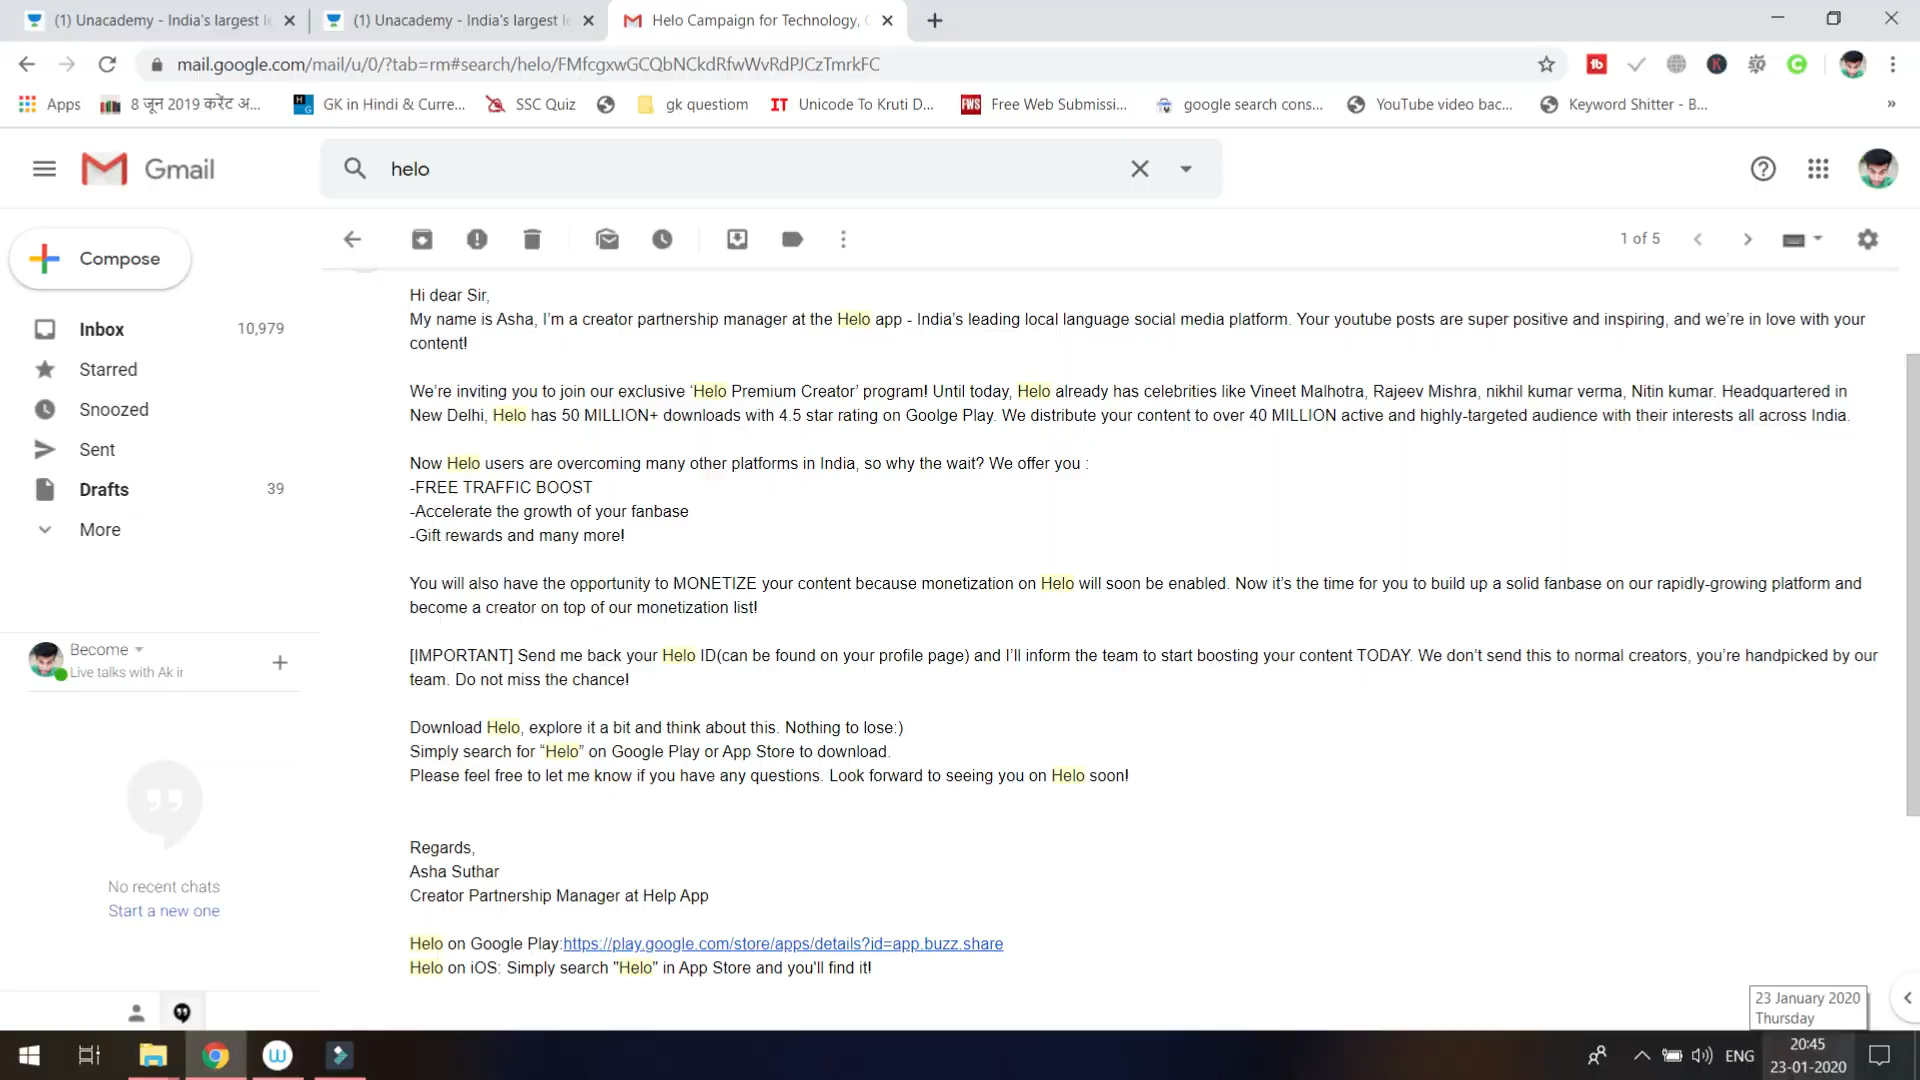 (1) Unacademy - India's largest le
(1) Unacademy - India's largest le
Helo Campaign for Technology,
mail.google.com/mail/u/0/?tab=rm#search/helo/FMfcgxwGCQbNCkdRfwWvRdPJCzTmrkFC
Apps
8 जून 2019 करेंट अ...
GK in Hindi & Curre...
SSC Quiz
gk questiom
IT Unicode To Kruti D...
FWS Free Web Submissi...
google search cons...
YouTube video bac...
Keyword Shitter - B...
»
Gmail
helo
Compose
1 of 5
Inbox 10,979
Starred
Snoozed
Sent
Drafts 39
More
Hi dear Sir,
My name is Asha, I’m a creator partnership manager at the Helo app - India’s leading local language social media platform. Your youtube posts are super positive and inspiring, and we’re in love with your
content!
We’re inviting you to join our exclusive ‘Helo Premium Creator’ program! Until today, Helo already has celebrities like Vineet Malhotra, Rajeev Mishra, nikhil kumar verma, Nitin kumar. Headquartered in
New Delhi, Helo has 50 MILLION+ downloads with 4.5 star rating on Goolge Play. We distribute your content to over 40 MILLION active and highly-targeted audience with their interests all across India.
Now Helo users are overcoming many other platforms in India, so why the wait? We offer you :
-FREE TRAFFIC BOOST
-Accelerate the growth of your fanbase
-Gift rewards and many more!
You will also have the opportunity to MONETIZE your content because monetization on Helo will soon be enabled. Now it’s the time for you to build up a solid fanbase on our rapidly-growing platform and
become a creator on top of our monetization list!
[IMPORTANT] Send me back your Helo ID(can be found on your profile page) and I’ll inform the team to start boosting your content TODAY. We don’t send this to normal creators, you’re handpicked by our
team. Do not miss the chance!
Download Helo, explore it a bit and think about this. Nothing to lose:)
Simply search for “Helo” on Google Play or App Store to download.
Please feel free to let me know if you have any questions. Look forward to seeing you on Helo soon!
Regards,
Asha Suthar
Creator Partnership Manager at Help App
Helo on Google Play:https://play.google.com/store/apps/details?id=app.buzz.share
Helo on iOS: Simply search "Helo" in App Store and you'll find it!
Become
Live talks with Ak ir
No recent chats
Start a new one
23 January 2020
Thursday
ENG
20:45
23-01-2020